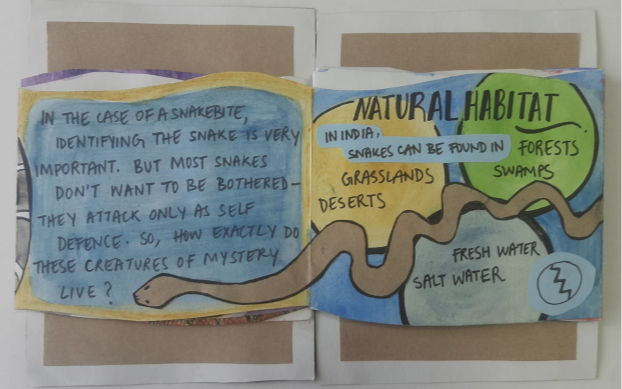 IN THE CASE OF A SNAKEBITE,
IDENTIFYING THE SNAKE IS VERY
IMPORTANT. BUT MOST SNAKES
DON'T WANT TO BE BOTHERED—
THEY ATTACK ONLY AS SELF
DEFENCE. SO, HOW EXACTLY DO
THESE CREATURES OF MYSTERY
LIVE?
NATURAL HABITAT
IN INDIA,
SNAKES CAN BE FOUND IN
FORESTS
SWAMPS
GRASSLANDS
DESERTS
FRESH WATER
SALT WATER